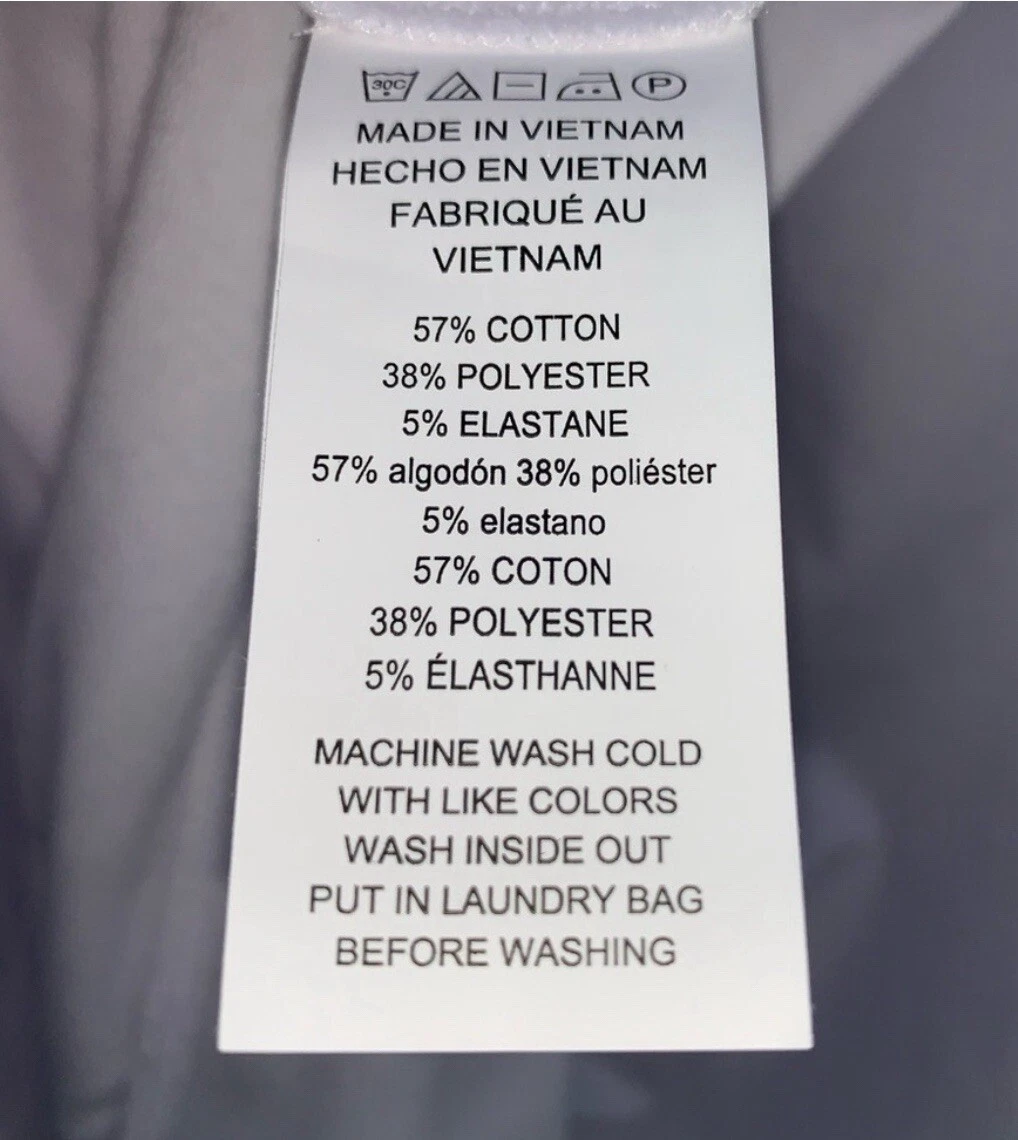 30C P
MADE IN VIETNAM
HECHO EN VIETNAM
FABRIQUÉ AU
VIETNAM
57% COTTON
38% POLYESTER
5% ELASTANE
57% algodón 38% poliéster
5% elastano
57% COTON
38% POLYESTER
5% ÉLASTHANNE
MACHINE WASH COLD
WITH LIKE COLORS
WASH INSIDE OUT
PUT IN LAUNDRY BAG
BEFORE WASHING